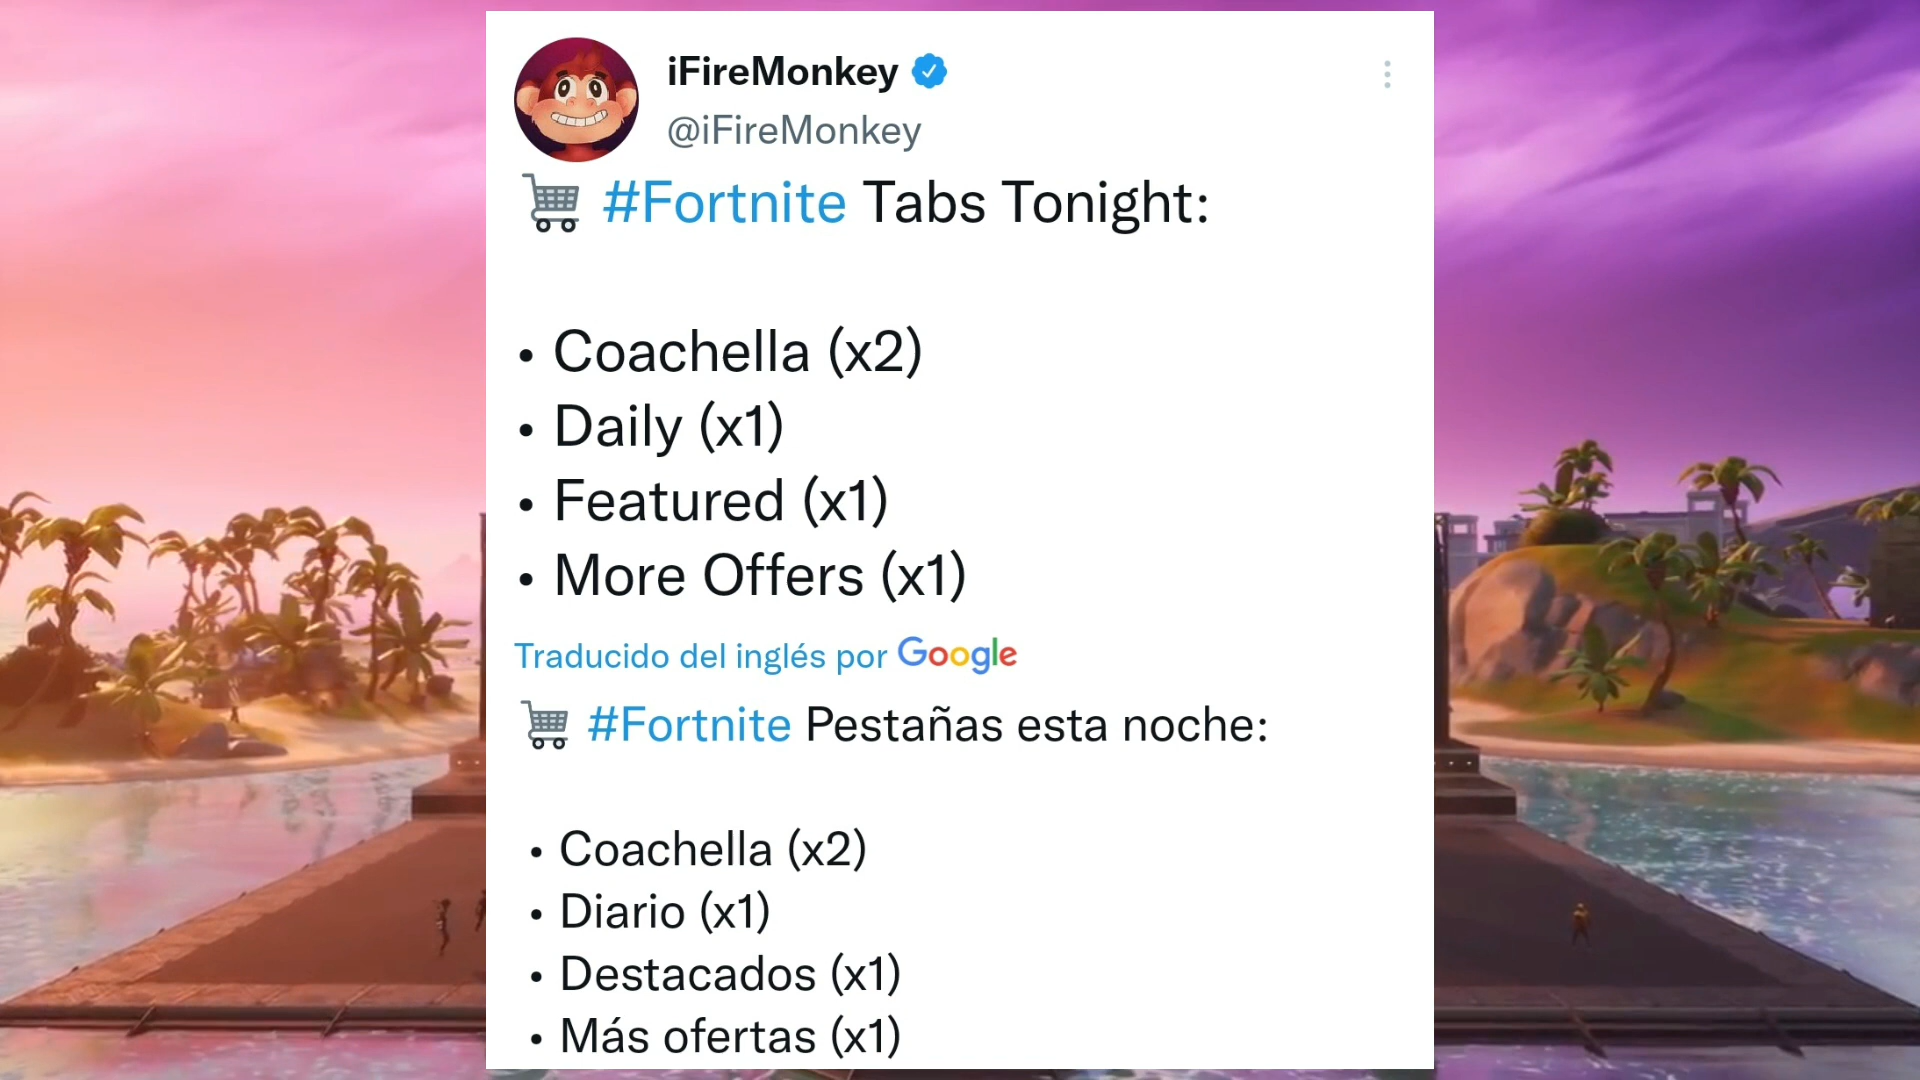 iFireMonkey
@iFireMonkey
🛒 #Fortnite Tabs Tonight:
• Coachella (x2)
• Daily (x1)
• Featured (x1)
• More Offers (x1)
Traducido del inglés por Google
🛒 #Fortnite Pestañas esta noche:
• Coachella (x2)
• Diario (x1)
• Destacados (x1)
• Más ofertas (x1)